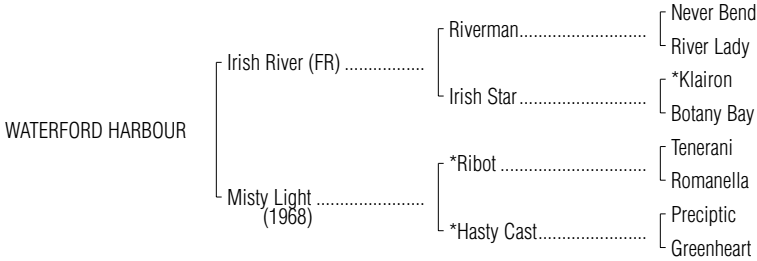 Never Bend
Riverman..............................
River Lady
Irish River (FR) .................
*Klairon
Irish Star..............................
Botany Bay
WATERFORD HARBOUR
Tenerani
*Ribot ..................................
Romanella
Misty Light .........................
(1968)
Preciptic
*Hasty Cast.........................
Greenheart